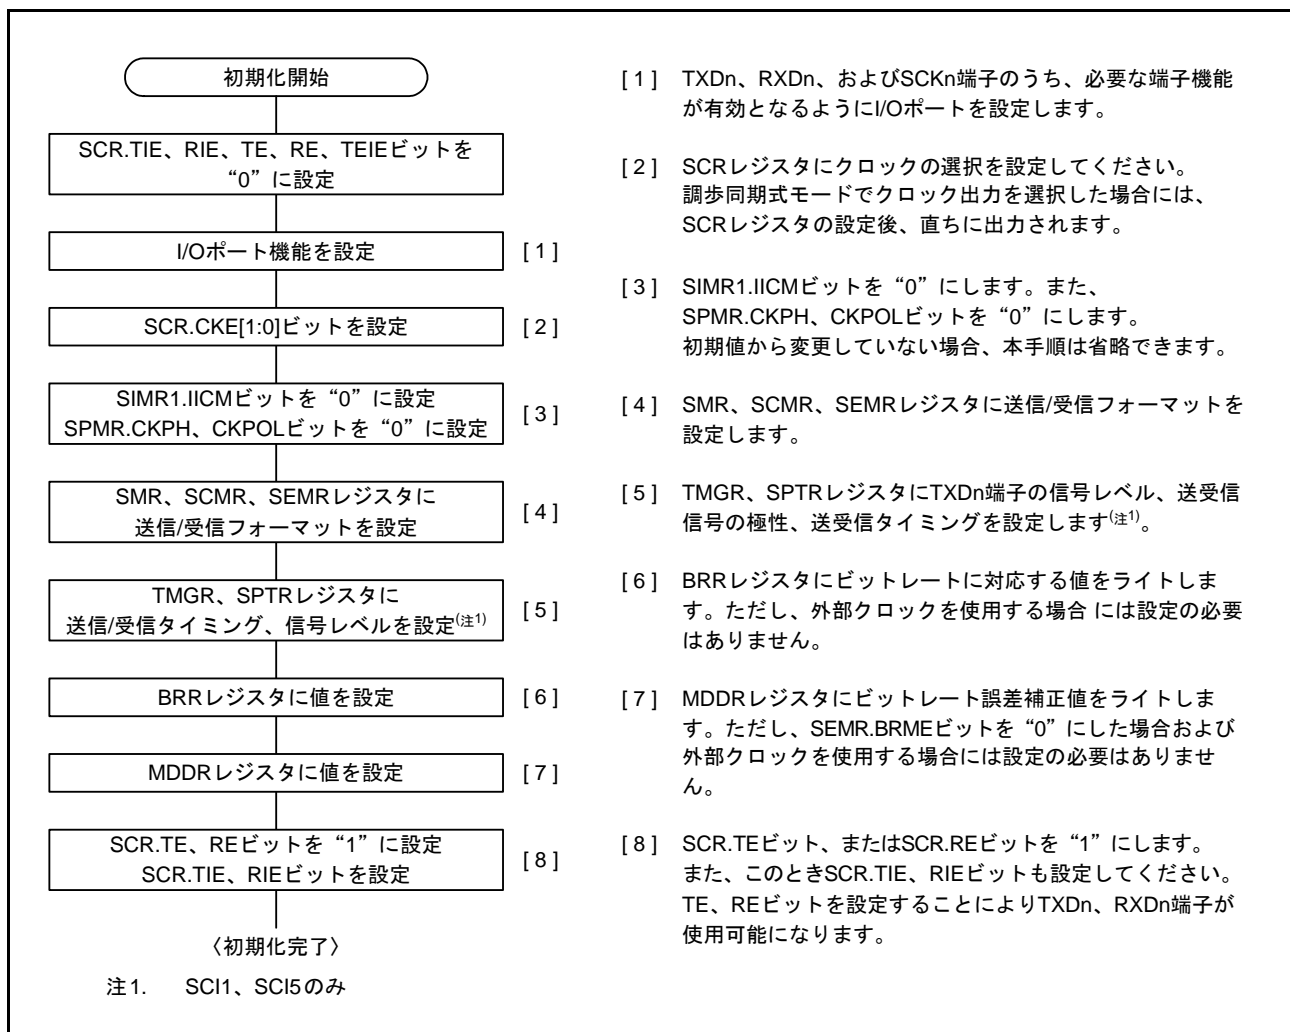 初期化開始
SCR.TIE、RIE、TE、RE、TEIEビットを
“0”に設定
I/Oポート機能を設定
[1]
SCR.CKE[1:0]ビットを設定
[2]
SIMR1.IICMビットを“0”に設定
SPMR.CKPH、CKPOLビットを“0”に設定
[3]
SMR、SCMR、SEMRレジスタに
送信/受信フォーマットを設定
[4]
TMGR、SPTRレジスタに
送信/受信タイミング、信号レベルを設定(注1)
[5]
BRRレジスタに値を設定
[6]
MDDRレジスタに値を設定
[7]
SCR.TE、REビットを“1”に設定
SCR.TIE、RIEビットを設定
[8]
〈初期化完了〉
注1. SCI1、SCI5のみ
[1] TXDn、RXDn、およびSCKn端子のうち、必要な端子機能
が有効となるようにI/Oポートを設定します。
[2] SCRレジスタにクロックの選択を設定してください。
調歩同期式モードでクロック出力を選択した場合には、
SCRレジスタの設定後、直ちに出力されます。
[3] SIMR1.IICMビットを“0”にします。また、
SPMR.CKPH、CKPOLビットを“0”にします。
初期値から変更していない場合、本手順は省略できます。
[4] SMR、SCMR、SEMRレジスタに送信/受信フォーマットを
設定します。
[5] TMGR、SPTRレジスタにTXDn端子の信号レベル、送受信
信号の極性、送受信タイミングを設定します(注1)。
[6] BRRレジスタにビットレートに対応する値をライトしま
す。ただし、外部クロックを使用する場合 には設定の必要
はありません。
[7] MDDRレジスタにビットレート誤差補正値をライトしま
す。ただし、SEMR.BRMEビットを“0”にした場合および
外部クロックを使用する場合には設定の必要はありませ
ん。
[8] SCR.TEビット、またはSCR.REビットを“1”にします。
また、このときSCR.TIE、RIEビットも設定してください。
TE、REビットを設定することによりTXDn、RXDn端子が
使用可能になります。